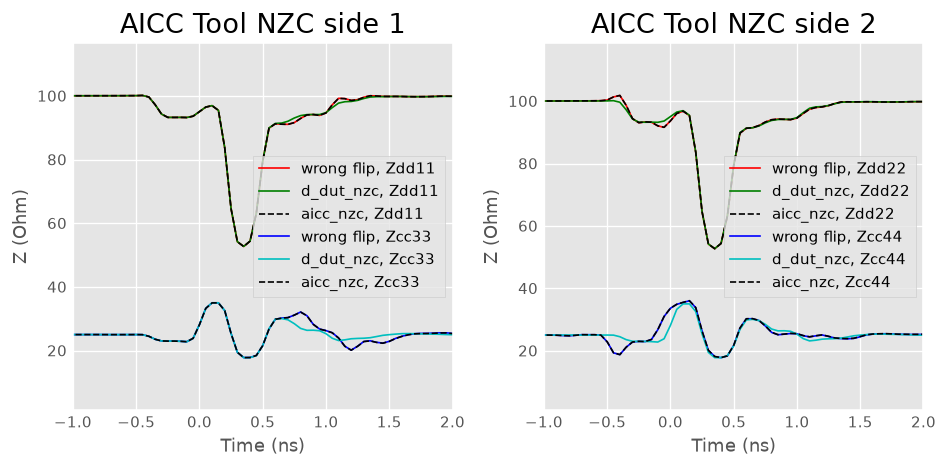 AICC Tool NZC side 1
Z (Ohm)
100
80
60
40
20
wrong flip, Zdd11
d_dut_nzc, Zdd11
aicc_nzc, Zdd11
wrong flip, Zcc33
d_dut_nzc, Zcc33
aicc_nzc, Zcc33
−1.0 −0.5 0.0 0.5 1.0 1.5 2.0
Time (ns)
AICC Tool NZC side 2
Z (Ohm)
100
80
60
40
20
wrong flip, Zdd22
d_dut_nzc, Zdd22
aicc_nzc, Zdd22
wrong flip, Zcc44
d_dut_nzc, Zcc44
aicc_nzc, Zcc44
−1.0 −0.5 0.0 0.5 1.0 1.5 2.0
Time (ns)